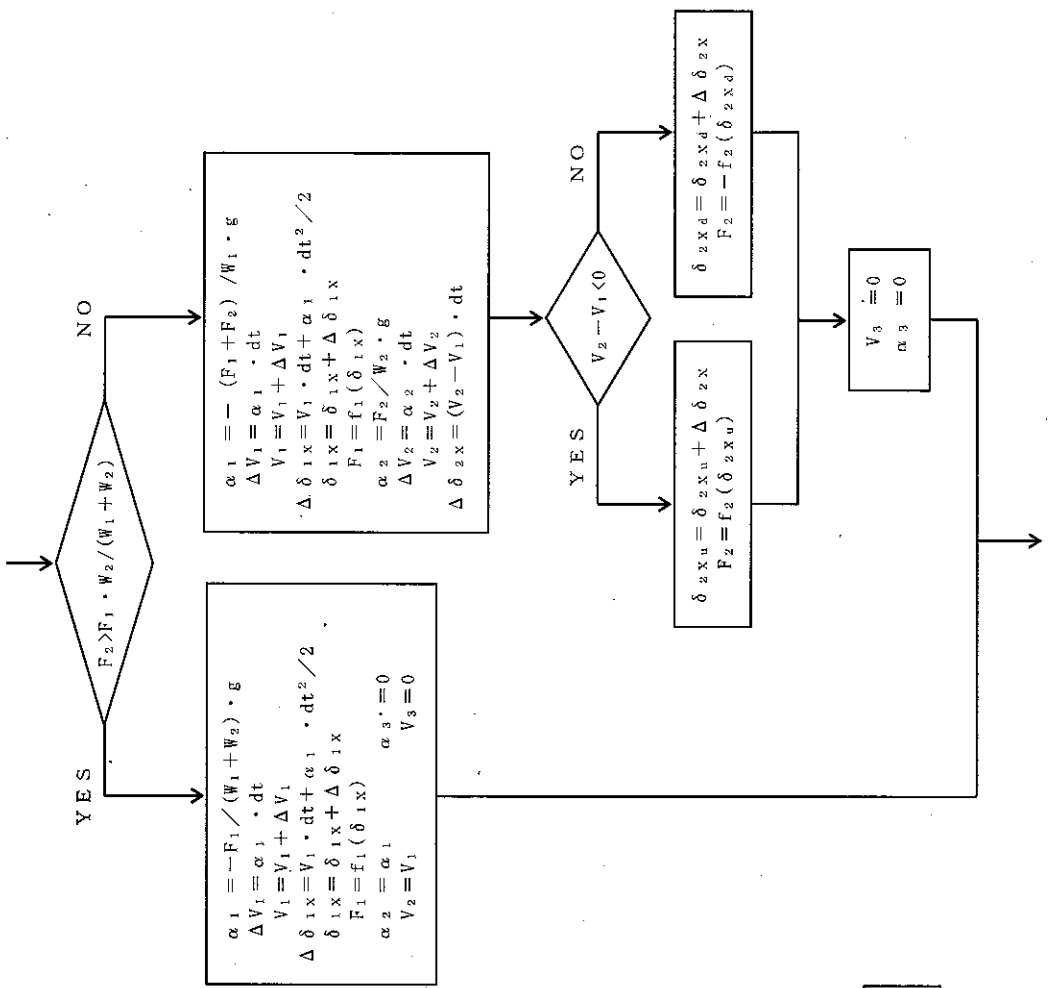 F₂>F₁・W₂/(W₁+W₂)
YES
NO
α₁=-F₁/(W₁+W₂)・g
ΔV₁=α₁・dt
V₁=V₁+ΔV₁
Δδ₁ₓ=V₁・dt+α₁・dt²/2
δ₁ₓ=δ₁ₓ+Δδ₁ₓ
F₁=f₁(δ₁ₓ)
α₂=α₁ α₃=0
V₂=V₁ V₃=0
α₁=-(F₁+F₂)/W₁・g
ΔV₁=α₁・dt
V₁=V₁+ΔV₁
Δδ₁ₓ=V₁・dt+α₁・dt²/2
δ₁ₓ=δ₁ₓ+Δδ₁ₓ
F₁=f₁(δ₁ₓ)
α₂=F₂/W₂・g
ΔV₂=α₂・dt
V₂=V₂+ΔV₂
Δδ₂ₓ=(V₂-V₁)・dt
V₂-V₁<0
YES
NO
δ₂ₓᵤ=δ₂ₓᵤ+Δδ₂ₓ
F₂=f₂(δ₂ₓᵤ)
δ₂ₓd=δ₂ₓd+Δδ₂ₓ
F₂=-f₂(δ₂ₓd)
V₃=0
α₃=0